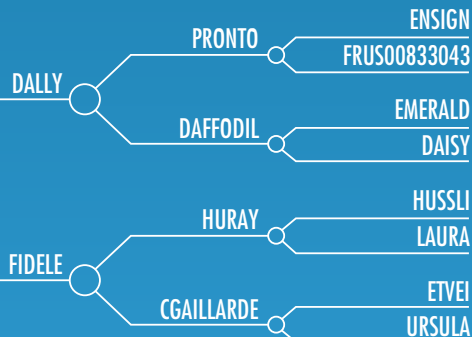 ENSIGN
PRONTO
FRUS00833043
DALLY
EMERALD
DAFFODIL
DAISY
HUSSLI
HURAY
LAURA
FIDELE
ETVEI
CGAILLARDE
URSULA